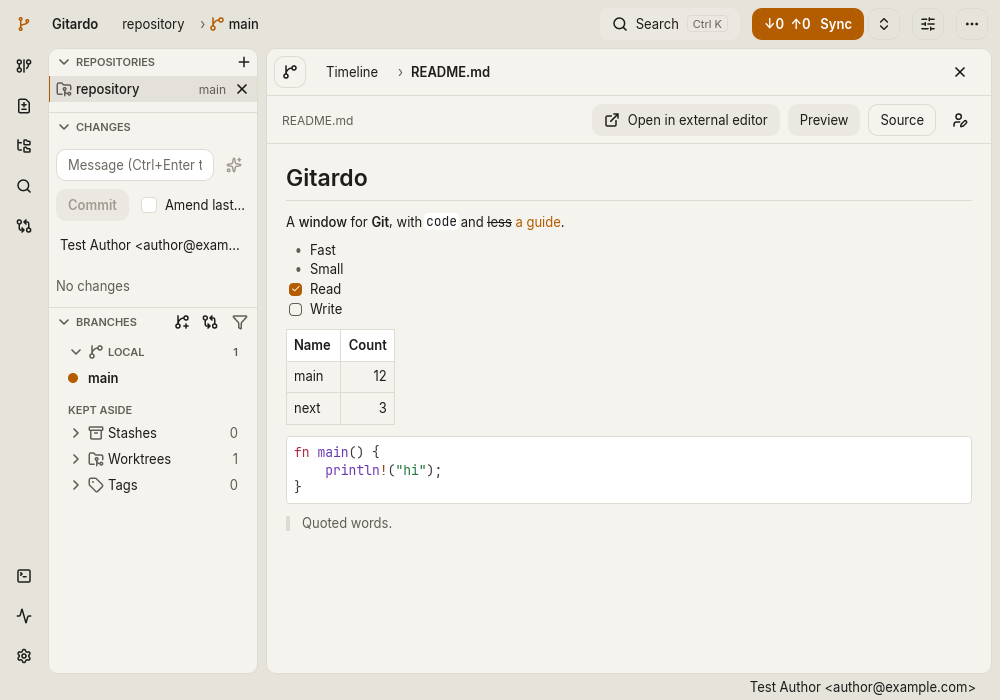 Gitardo
repository › main
Search Ctrl K
↓0 ↑0 Sync
REPOSITORIES
repository main
CHANGES
Message (Ctrl+Enter t
Commit
Amend last...
Test Author <author@exam...
No changes
BRANCHES
LOCAL 1
main
KEPT ASIDE
Stashes 0
Worktrees 1
Tags 0
Timeline › README.md
README.md
Open in external editor
Preview
Source
Gitardo
A window for Git, with code and less a guide.
• Fast
• Small
Read
Write
Name Count
main 12
next 3
fn main() {
    println!("hi");
}
Quoted words.
Test Author <author@example.com>